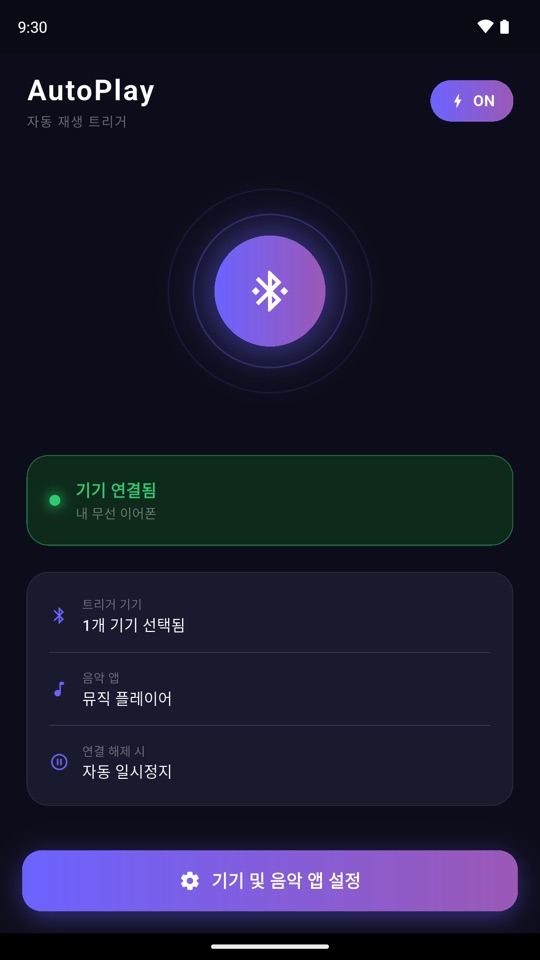 9:30
AutoPlay
자동 재생 트리거
ON
기기 연결됨
내 무선 이어폰
트리거 기기
1개 기기 선택됨
음악 앱
뮤직 플레이어
연결 해제 시
자동 일시정지
기기 및 음악 앱 설정